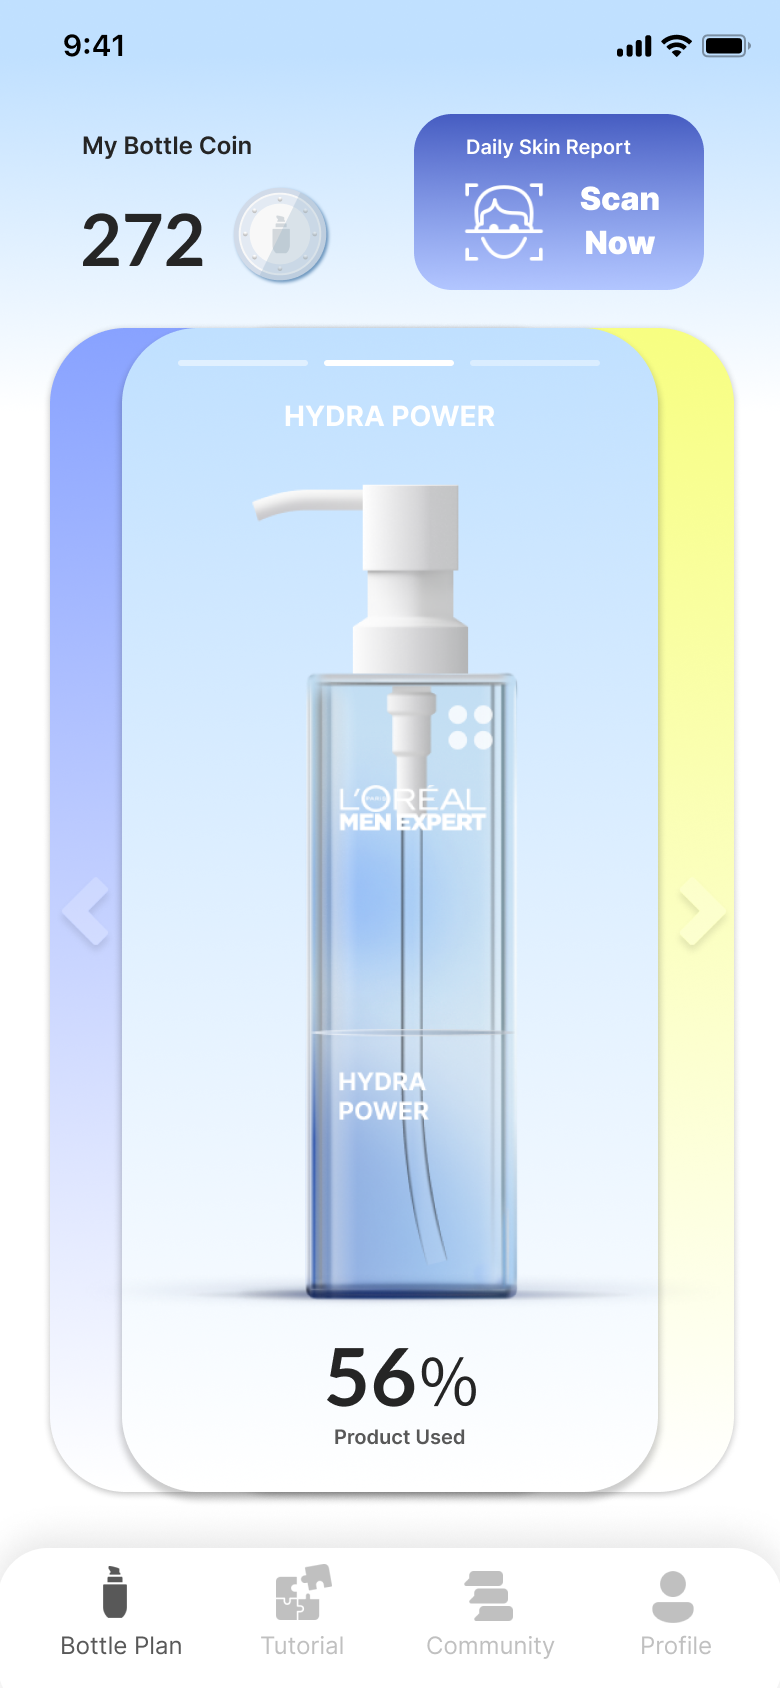 9:41
My Bottle Coin
272
Daily Skin Report
Scan
Now
HYDRA POWER
L'ORÉAL
PARIS
MEN EXPERT
HYDRA
POWER
56%
Product Used
Bottle Plan
Tutorial
Community
Profile